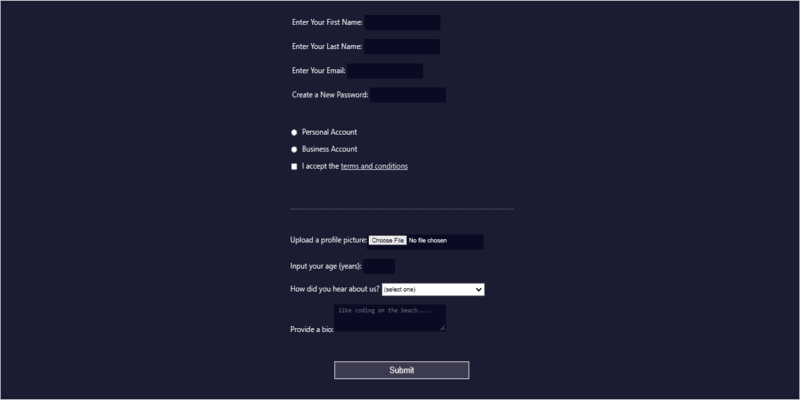 Enter Your First Name:
Enter Your Last Name:
Enter Your Email:
Create a New Password:
Personal Account
Business Account
I accept the terms and conditions
Upload a profile picture: Choose File No file chosen
Input your age (years):
How did you hear about us? (select one)
like coding on the beach....
Provide a bio:
Submit